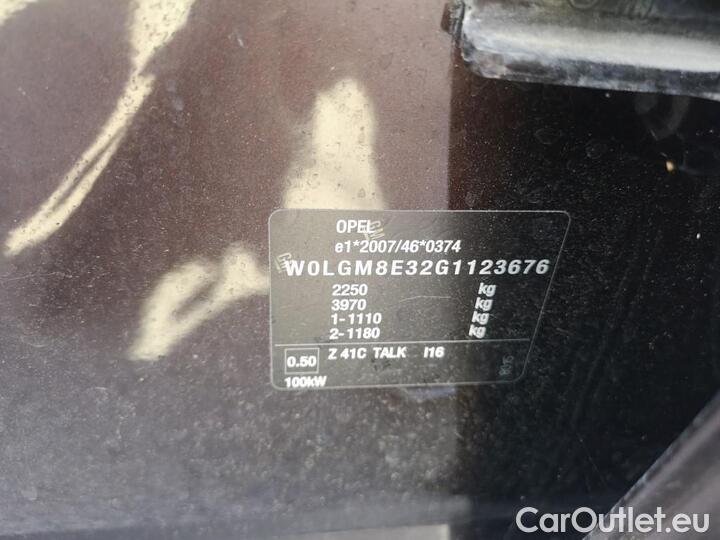 OPEL
e1*2007/46*0374
W0LGM8E32G1123676
2250 kg
3970 kg
1-1110 kg
2-1180 kg
0.50 Z 41C TALK I16
100kW
CarOutlet.eu